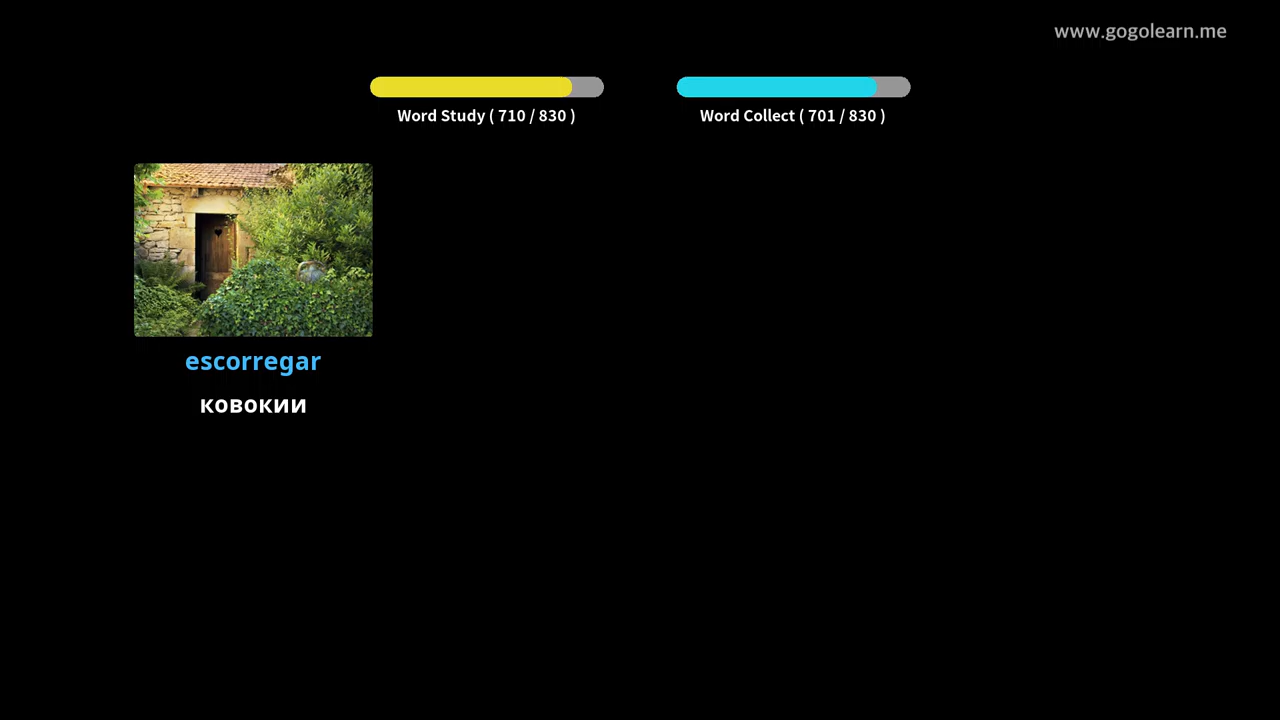 www.gogolearn.me
Word Study ( 710 / 830 )
Word Collect ( 701 / 830 )
escorregar
ковокии